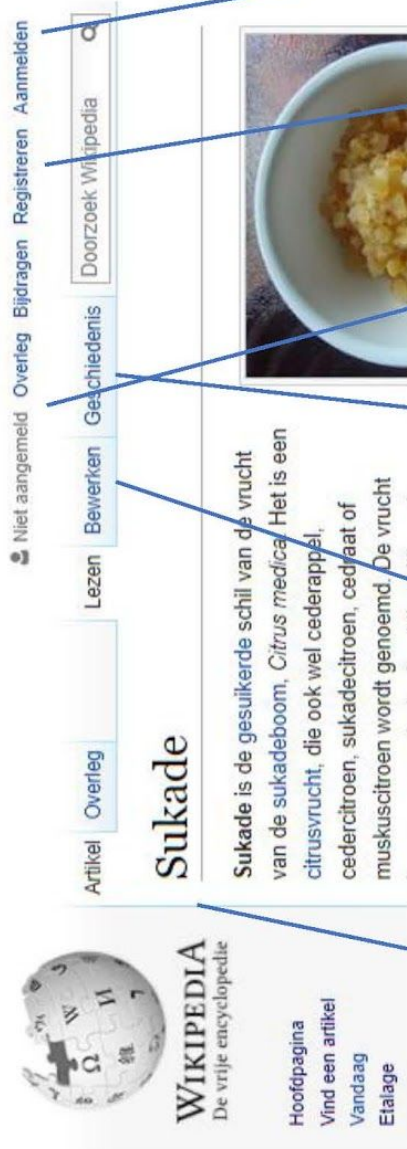 Niet aangemeld Overleg Bijdragen Registreren Aanmelden
Artikel Overleg Lezen Bewerken Geschiedenis Doorzoek Wikipedia
WIKIPEDIA
De vrije encyclopedie
Hoofdpagina
Vind een artikel
Vandaag
Etalage
Sukade
Sukade is de gesuikerde schil van de vrucht
van de sukadeboom, Citrus medica. Het is een
citrusvrucht, die ook wel cederappel,
cedercitroen, sukadecitroen, cedraat of
muskuscitroen wordt genoemd. De vrucht